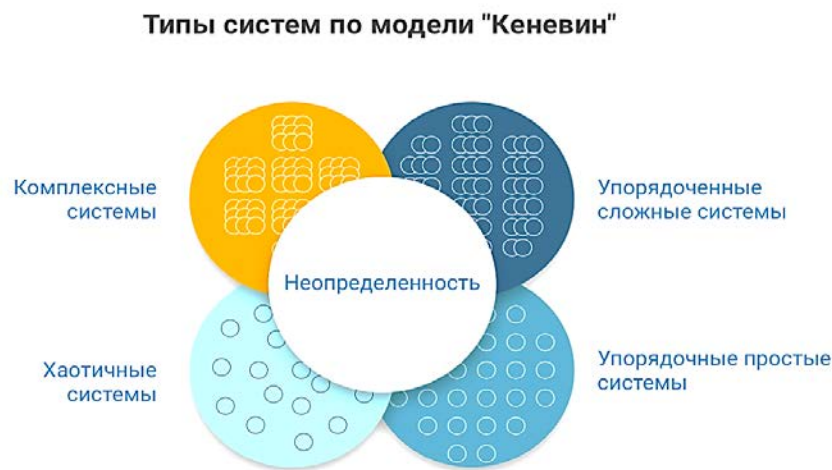 Типы систем по модели "Кеневин"
Комплексные
системы
Упорядоченные
сложные системы
Неопределенность
Хаотичные
системы
Упорядочные простые
системы